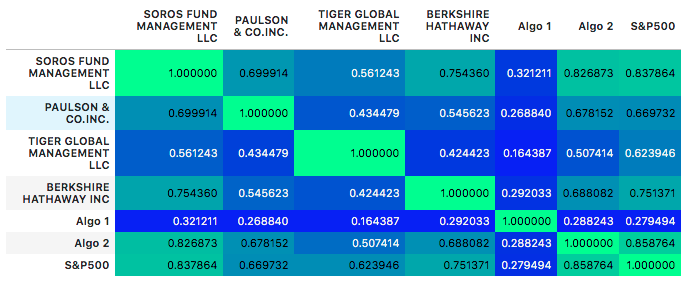 SOROS FUND MANAGEMENT LLC PAULSON & CO.INC. TIGER GLOBAL MANAGEMENT LLC BERKSHIRE HATHAWAY INC Algo 1 Algo 2 S&P500
SOROS FUND MANAGEMENT LLC 1.000000 0.699914 0.561243 0.754360 0.321211 0.826873 0.837864
PAULSON & CO.INC. 0.699914 1.000000 0.434479 0.545623 0.268840 0.678152 0.669732
TIGER GLOBAL MANAGEMENT LLC 0.561243 0.434479 1.000000 0.424423 0.164387 0.507414 0.623946
BERKSHIRE HATHAWAY INC 0.754360 0.545623 0.424423 1.000000 0.292033 0.688082 0.751371
Algo 1 0.321211 0.268840 0.164387 0.292033 1.000000 0.288243 0.279494
Algo 2 0.826873 0.678152 0.507414 0.688082 0.288243 1.000000 0.858764
S&P500 0.837864 0.669732 0.623946 0.751371 0.279494 0.858764 1.000000